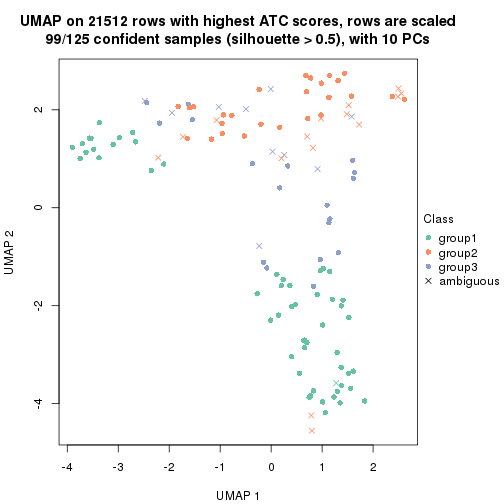 UMAP on 21512 rows with highest ATC scores, rows are scaled
99/125 confident samples (silhouette > 0.5), with 10 PCs
2
0
-2
-4
UMAP 2
-4
-3
-2
-1
0
1
2
UMAP 1
Class
group1
group2
group3
ambiguous